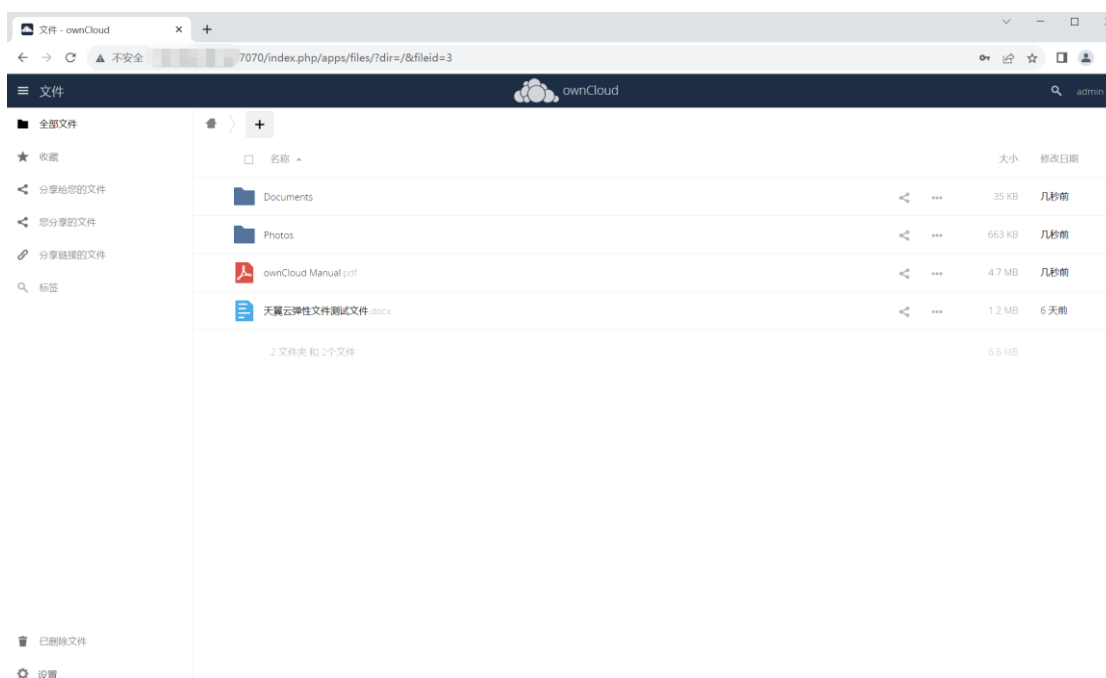 文件 - ownCloud
不安全 7070/index.php/apps/files/?dir=/&fileid=3
文件 ownCloud admin
全部文件
收藏
分享给您的文件
您分享的文件
分享链接的文件
标签
名称 大小 修改日期
Documents 35 KB 几秒前
Photos 663 KB 几秒前
ownCloud Manual.pdf 4.7 MB 几秒前
天翼云弹性文件测试文件.docx 1.2 MB 6 天前
2 文件夹 和 2个文件 6.6 MB
已删除文件
设置